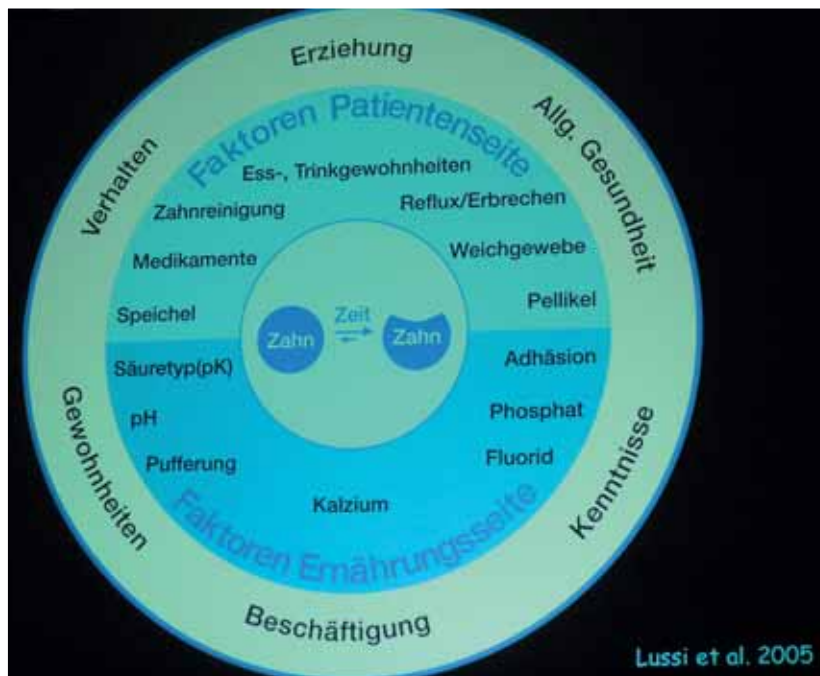 Erziehung
Allg. Gesundheit
Kenntnisse
Beschäftigung
Gewohnheiten
Verhalten
Faktoren Patientenseite
Ess-, Trinkgewohnheiten
Zahnreinigung
Reflux/Erbrechen
Medikamente
Weichgewebe
Speichel
Pellikel
Zeit
Zahn
Zahn
Säuretyp(pK)
Adhäsion
pH
Phosphat
Pufferung
Fluorid
Kalzium
Faktoren Ernährungsseite
Lussi et al. 2005